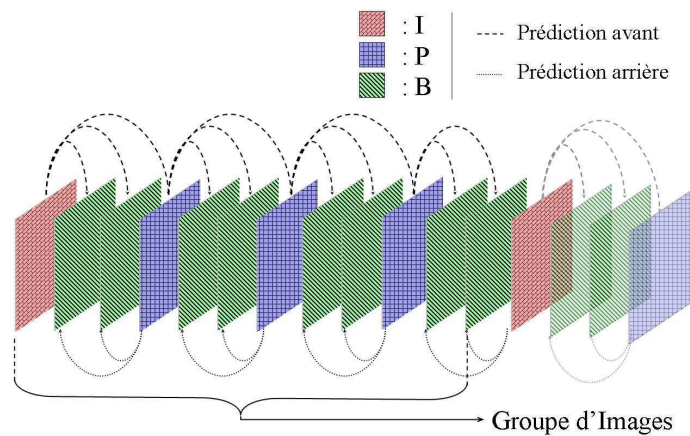 : I
: P
: B
Prédiction avant
Prédiction arrière
Groupe d'Images